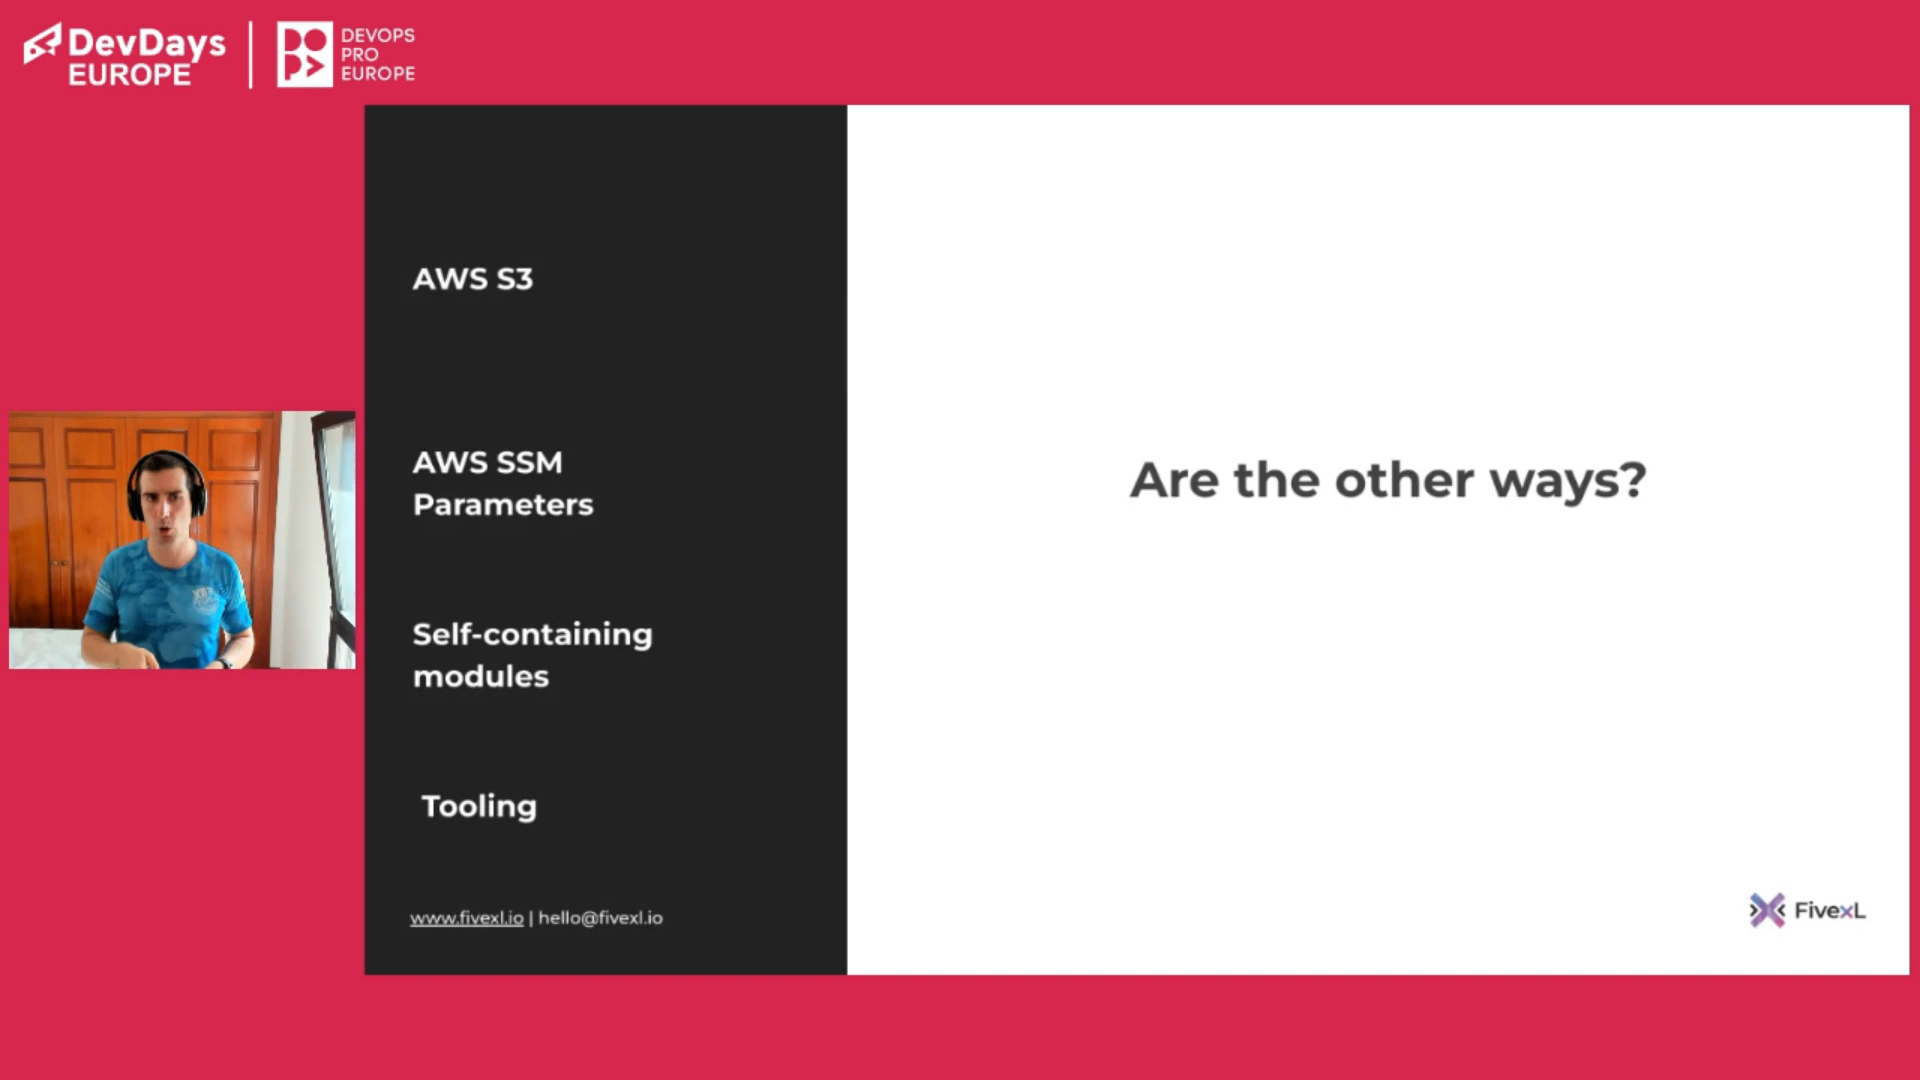 DevDays
EUROPE
DEVOPS
PRO
EUROPE
AWS S3
AWS SSM
Parameters
Self-containing
modules
Tooling
www.fivexl.io | hello@fivexl.io
Are the other ways?
FivexL